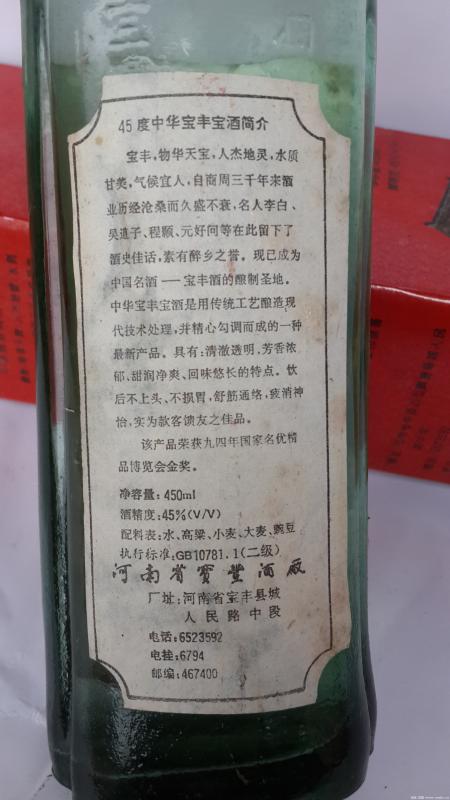 45度中华宝丰宝酒简介
宝丰,物华天宝,人杰地灵,水质
甘美,气候宜人,自商周三千年来酒
业历经沧桑而久盛不衰,名人李白、
吴道子、程颢、元好问等在此留下了
酒史佳话,素有醉乡之誉。现已成为
中国名酒——宝丰酒的酿制圣地。
中华宝丰宝酒是用传统工艺酿造现
代技术处理,并精心勾调而成的一种
最新产品。具有:清澈透明、芳香浓
郁、甜润净爽、回味悠长的特点。饮
后不上头、不损胃,舒筋通络,疲消神
怡,实为款客馈友之佳品。
该产品荣获九四年国家名优精
品博览会金奖。
净容量:450ml
酒精度:45%(V/V)
配料表:水、高梁、小麦、大麦、豌豆
执行标准:GB10781.1(二级)
河南省宝丰酒厰
厂址:河南省宝丰县城
人民路中段
电话:6523592
电挂:6794
邮编:467400